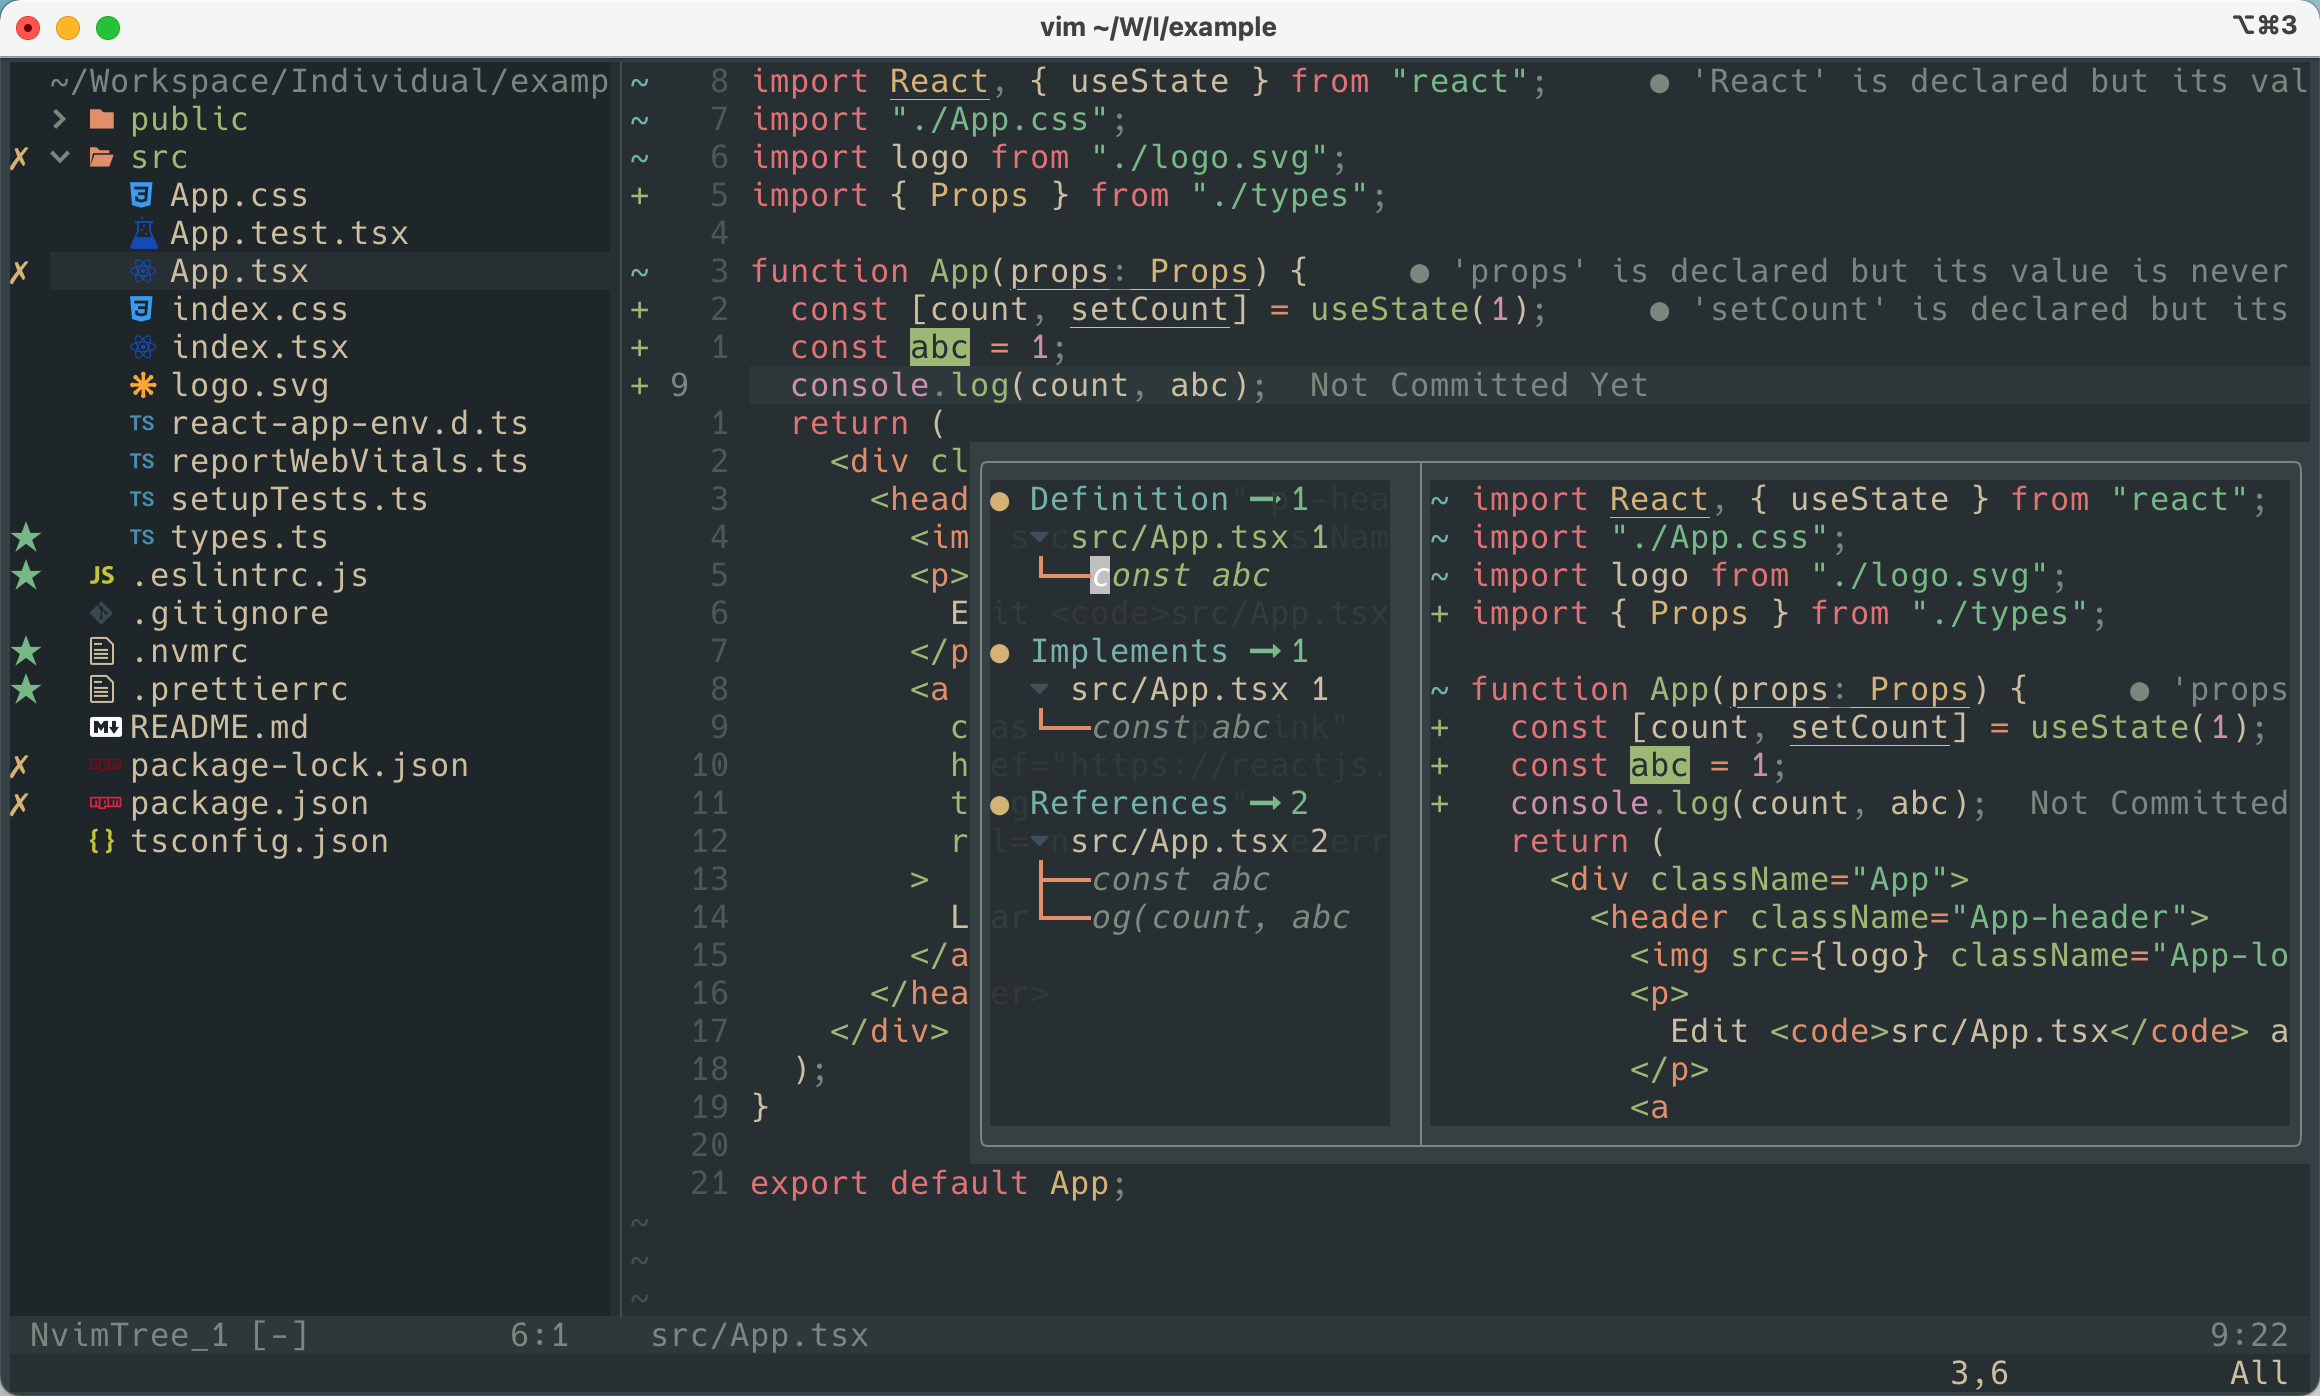 vim ~/W/I/example
⌥⌘3
~/Workspace/Individual/examp
public
✗ src
App.css
App.test.tsx
✗ App.tsx
index.css
index.tsx
logo.svg
TS react-app-env.d.ts
TS reportWebVitals.ts
TS setupTests.ts
★ TS types.ts
★ JS .eslintrc.js
.gitignore
★ .nvmrc
★ .prettierrc
M↓ README.md
✗ npm package-lock.json
✗ npm package.json
{} tsconfig.json
~ 8 import React, { useState } from "react"; ● 'React' is declared but its val
~ 7 import "./App.css";
~ 6 import logo from "./logo.svg";
+ 5 import { Props } from "./types";
4
~ 3 function App(props: Props) { ● 'props' is declared but its value is never
+ 2 const [count, setCount] = useState(1); ● 'setCount' is declared but its
+ 1 const abc = 1;
+ 9 console.log(count, abc); Not Committed Yet
1 return (
2 <div cl
3 <head
4 <im
5 <p>
6 E
7 </p
8 <a
9 c
10 h
11 t
12 r
13 >
14 L
15 </a
16 </hea
17 </div>
18 );
19 }
20
21 export default App;
~
~
~
● Definition → 1
src/App.tsx 1
const abc
it <code>src/App.tsx
● Implements → 1
src/App.tsx 1
const abc
ef="https://reactjs.
● References → 2
src/App.tsx 2
const abc
og(count, abc
er>
~ import React, { useState } from "react";
~ import "./App.css";
~ import logo from "./logo.svg";
+ import { Props } from "./types";
~ function App(props: Props) { ● 'props
+ const [count, setCount] = useState(1);
+ const abc = 1;
+ console.log(count, abc); Not Committed
return (
<div className="App">
<header className="App-header">
<img src={logo} className="App-lo
<p>
Edit <code>src/App.tsx</code> a
</p>
<a
NvimTree_1 [-] 6:1
src/App.tsx 9:22
3,6 All